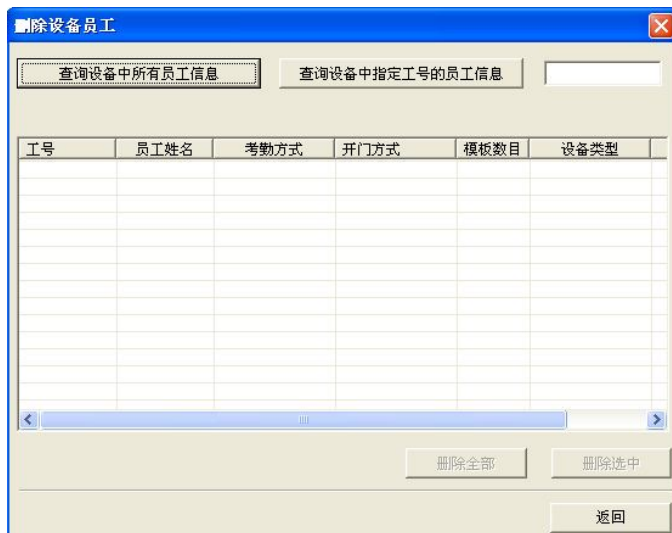 删除设备员工
查询设备中所有员工信息 查询设备中指定工号的员工信息
工号 员工姓名 考勤方式 开门方式 模板数目 设备类型
删除全部 删除选中
返回